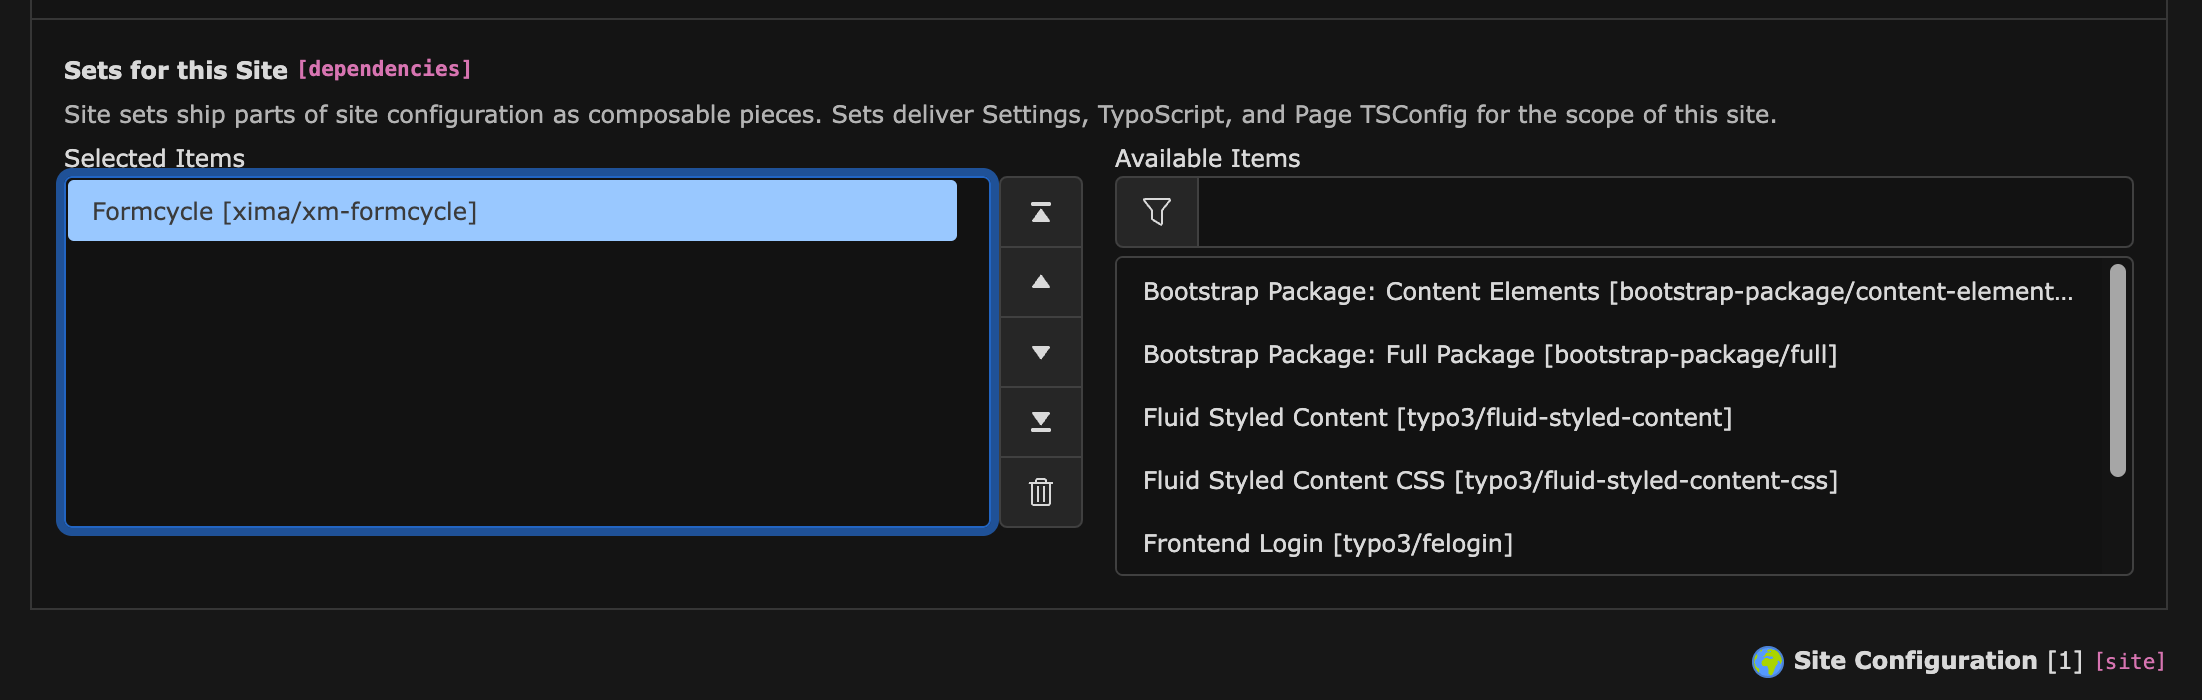 Sets for this Site [dependencies]
Site sets ship parts of site configuration as composable pieces. Sets deliver Settings, TypoScript, and Page TSConfig for the scope of this site.
Selected Items
Formcycle [xima/xm-formcycle]
Available Items
Bootstrap Package: Content Elements [bootstrap-package/content-element...
Bootstrap Package: Full Package [bootstrap-package/full]
Fluid Styled Content [typo3/fluid-styled-content]
Fluid Styled Content CSS [typo3/fluid-styled-content-css]
Frontend Login [typo3/felogin]
Site Configuration [1] [site]